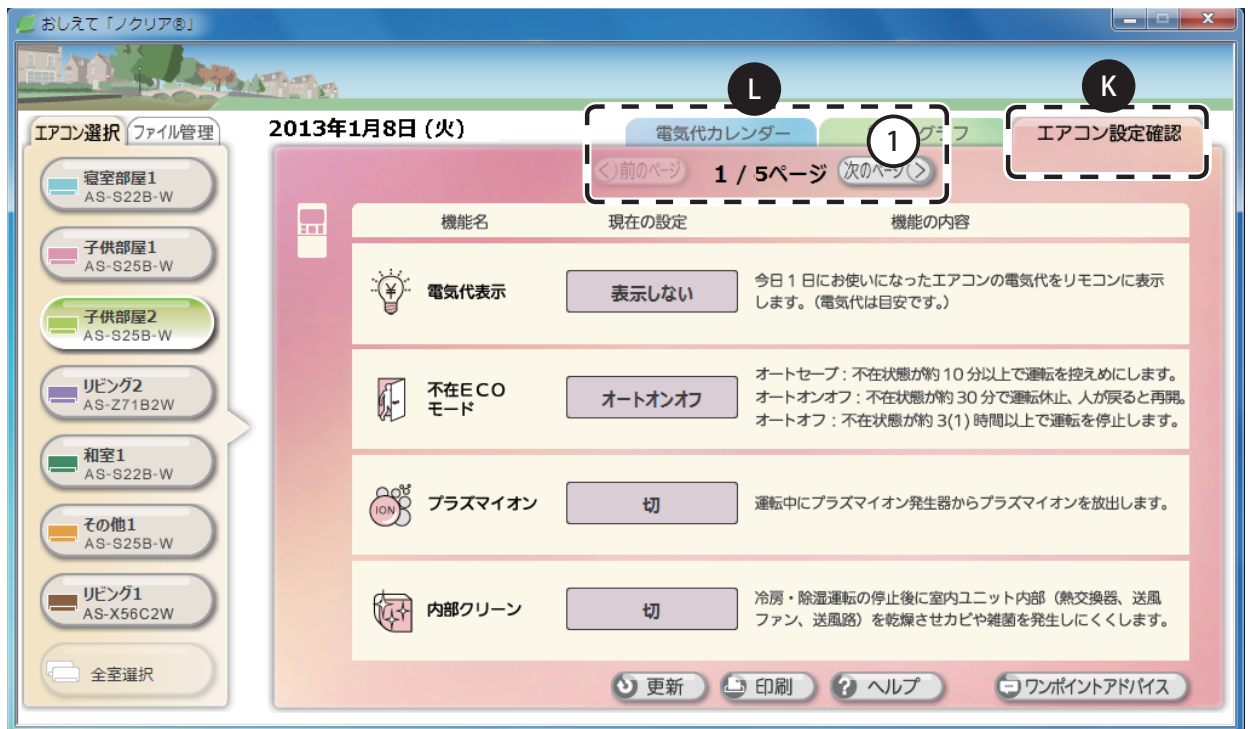 おしえて「ノクリア®」
L
K
エアコン選択 ファイル管理
2013年1月8日 (火)
電気代カレンダー
グラフ
エアコン設定確認
1
前のページ 1 / 5ページ 次のページ
寝室部屋1
AS-S22B-W
子供部屋1
AS-S25B-W
子供部屋2
AS-S25B-W
リビング2
AS-Z71B2W
和室1
AS-S22B-W
その他1
AS-S25B-W
リビング1
AS-X56C2W
全室選択
機能名 現在の設定 機能の内容
電気代表示
表示しない
今日1日にお使いになったエアコンの電気代をリモコンに表示
します。(電気代は目安です。)
不在ECO
モード
オートオンオフ
オートセーブ:不在状態が約10分以上で運転を控えめにします。
オートオンオフ:不在状態が約30分で運転休止、人が戻ると再開。
オートオフ:不在状態が約3(1)時間以上で運転を停止します。
ION
プラズマイオン
切
運転中にプラズマイオン発生器からプラズマイオンを放出します。
内部クリーン
切
冷房・除湿運転の停止後に室内ユニット内部(熱交換器、送風
ファン、送風路)を乾燥させカビや雑菌を発生しにくくします。
更新 印刷 ヘルプ ワンポイントアドバイス